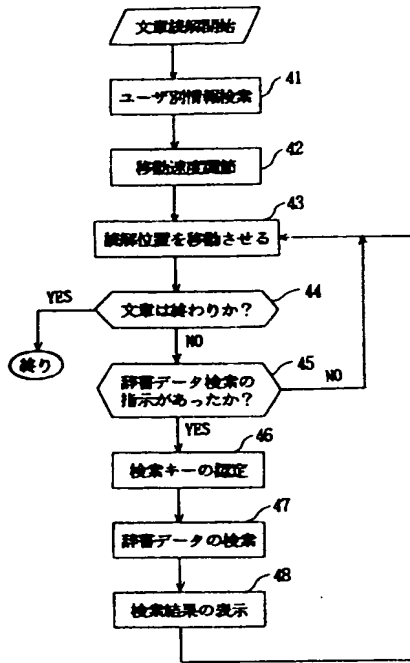 文章読解開始
41
ユーザ別情報検索
42
移動速度調節
43
読解位置を移動させる
44
YES
文章は終わりか?
NO
終り
45
辞書データ検索の
指示があったか?
NO
YES
46
検索キーの認定
47
辞書データの検索
48
検索結果の表示